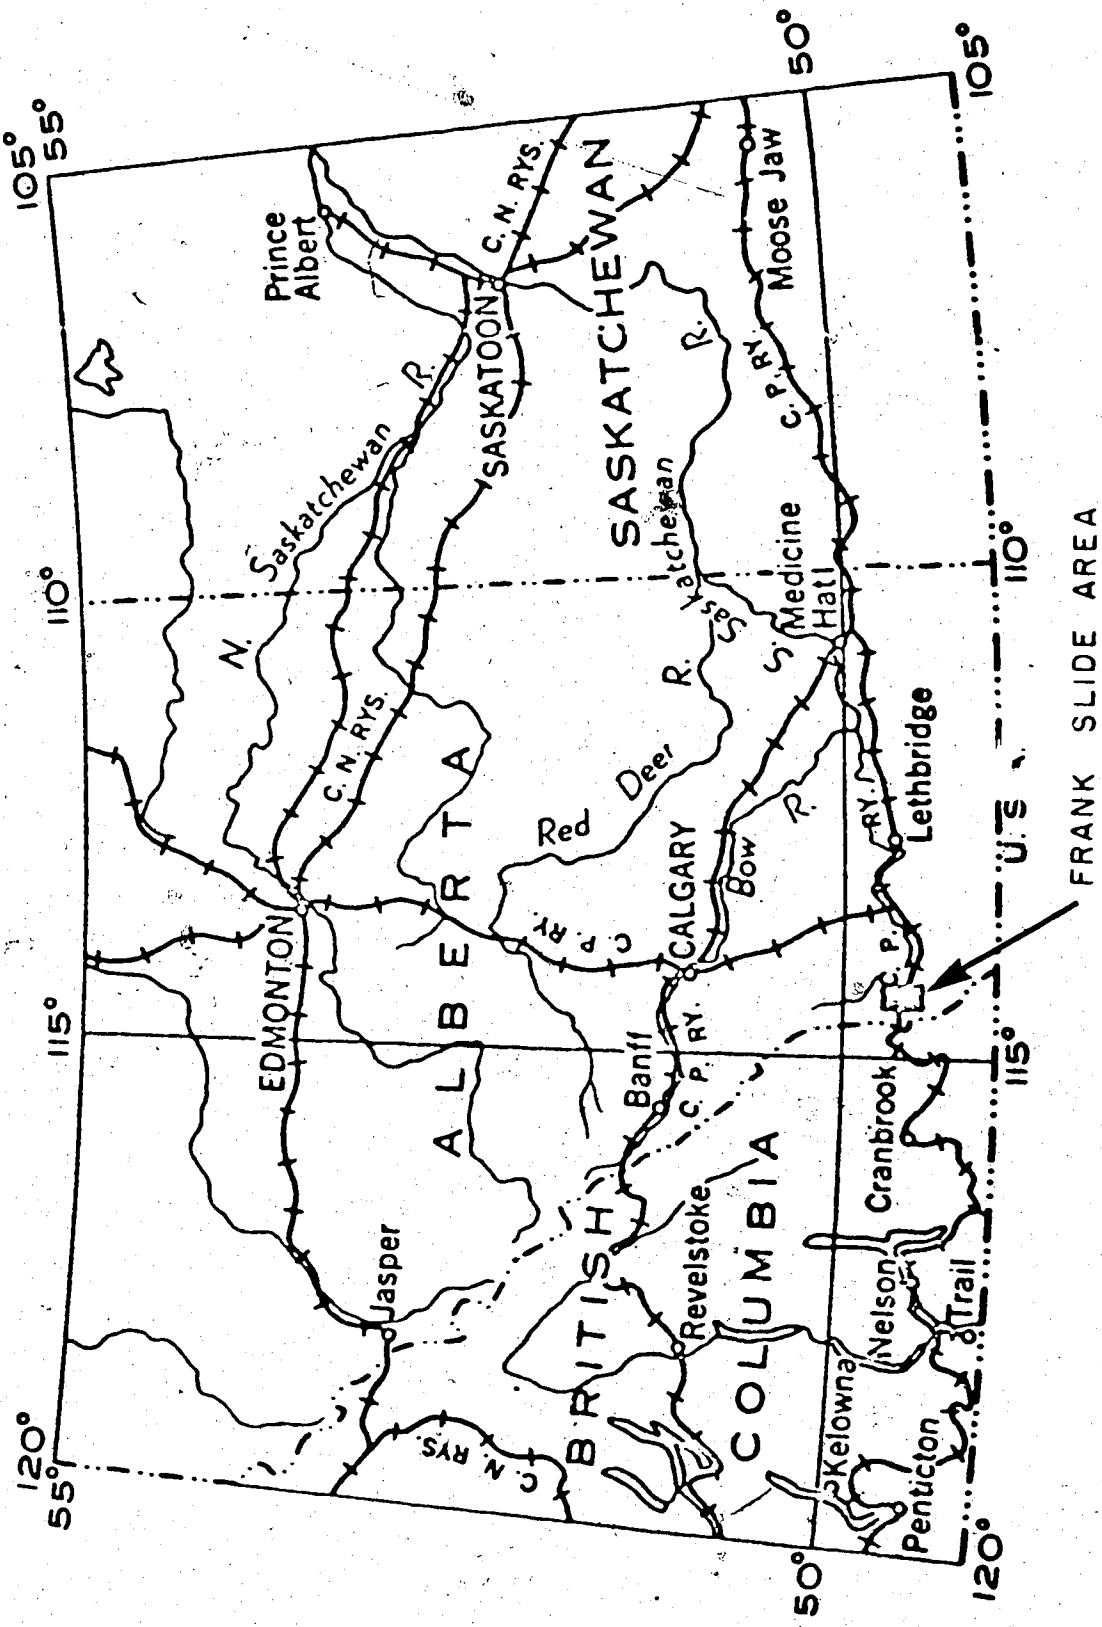 120°
115°
110°
105°
55°
55°
Jasper
EDMONTON
N.
Saskatchewan
R.
Prince
Albert
C. N. RYS.
C. N. RYS.
C. N. RYS.
SASKATOON
ALBERTA
SASKATCHEWAN
BRITISH
COLUMBIA
Red
Deer
R.
C. P. RY.
Banff
C. P. RY.
CALGARY
Bow
R.
S.
Saskatchewan
R.
Medicine
Hat
C. P. RY.
Moose Jaw
Revelstoke
Kelowna
Penticton
Nelson
Trail
Cranbrook
C. P. RY.
Lethbridge
50°
50°
120°
115°
110°
105°
U.S
FRANK SLIDE AREA